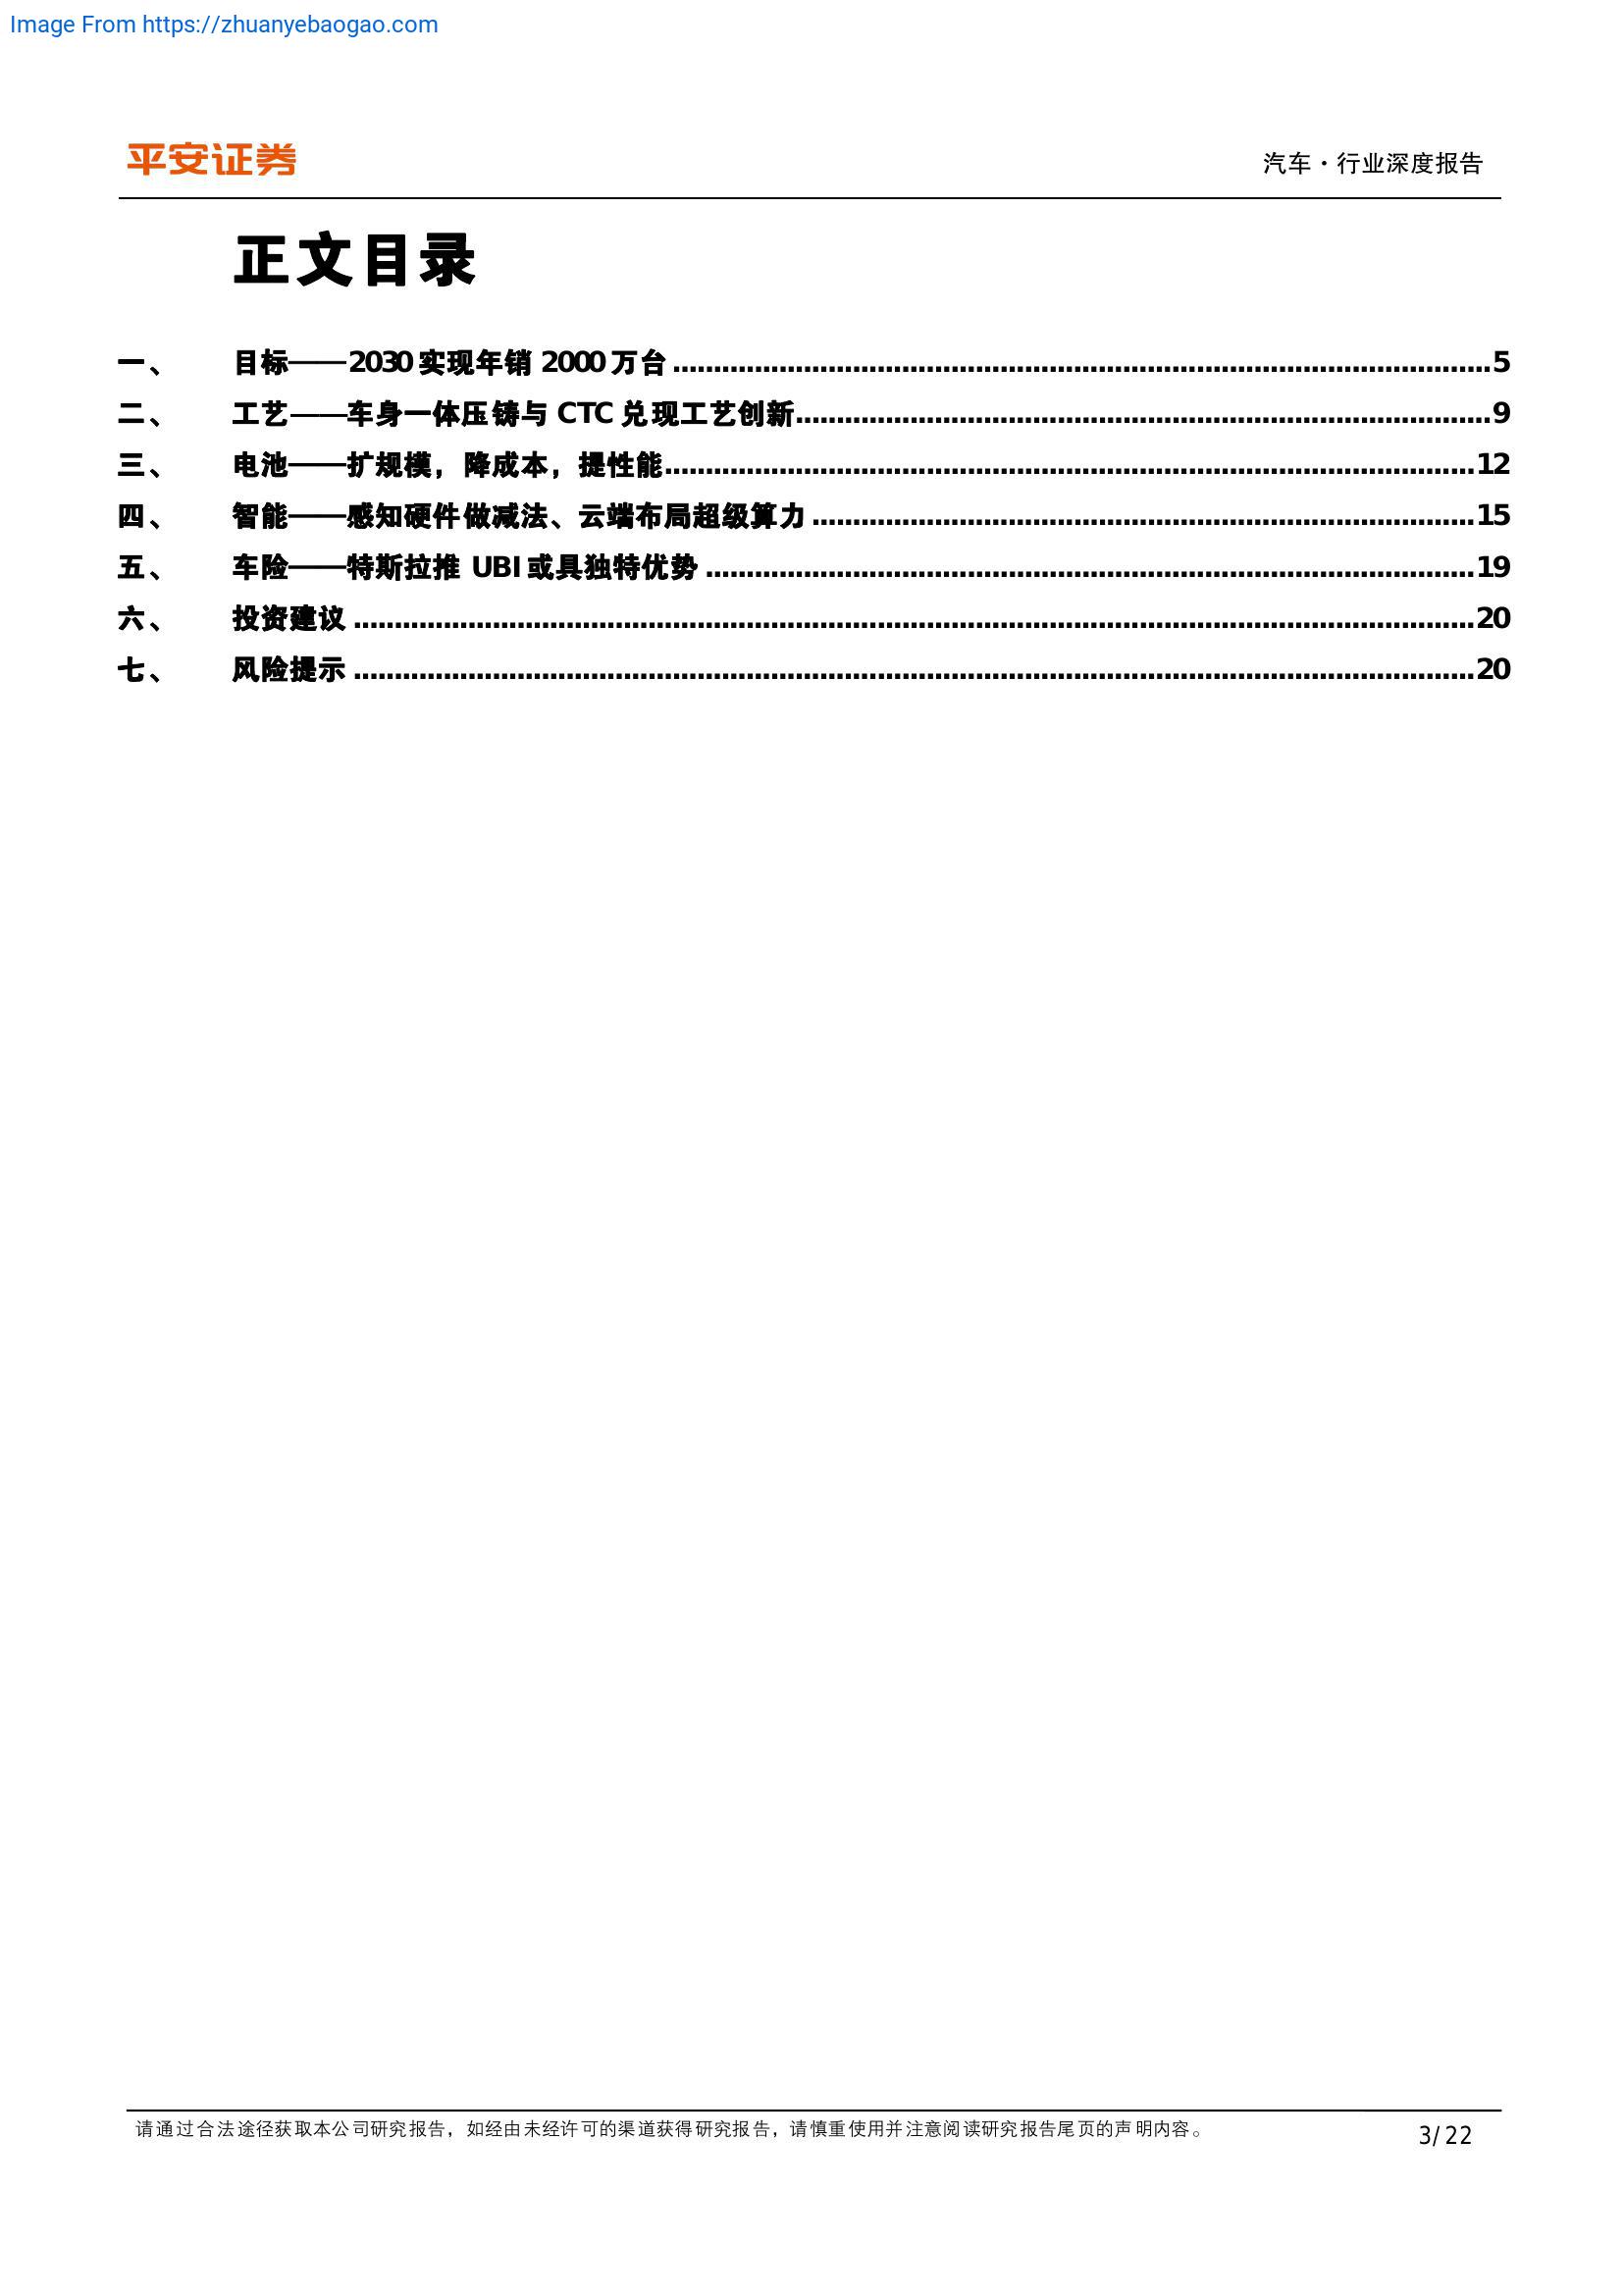 Image From https://zhuanyebaogao.com
平安证券
汽车·行业深度报告
正文目录
一、 目标——2030实现年销 2000万台 ........ 5
二、 工艺——车身一体压铸与 CTC 兑现工艺创新 ........ 9
三、 电池——扩规模，降成本，提性能 ........ 12
四、 智能——感知硬件做减法、云端布局超级算力 ........ 15
五、 车险——特斯拉推 UBI 或具独特优势 ........ 19
六、 投资建议 ........ 20
七、 风险提示 ........ 20
请通过合法途径获取本公司研究报告，如经由未经许可的渠道获得研究报告，请慎重使用并注意阅读研究报告尾页的声明内容。
3/ 22